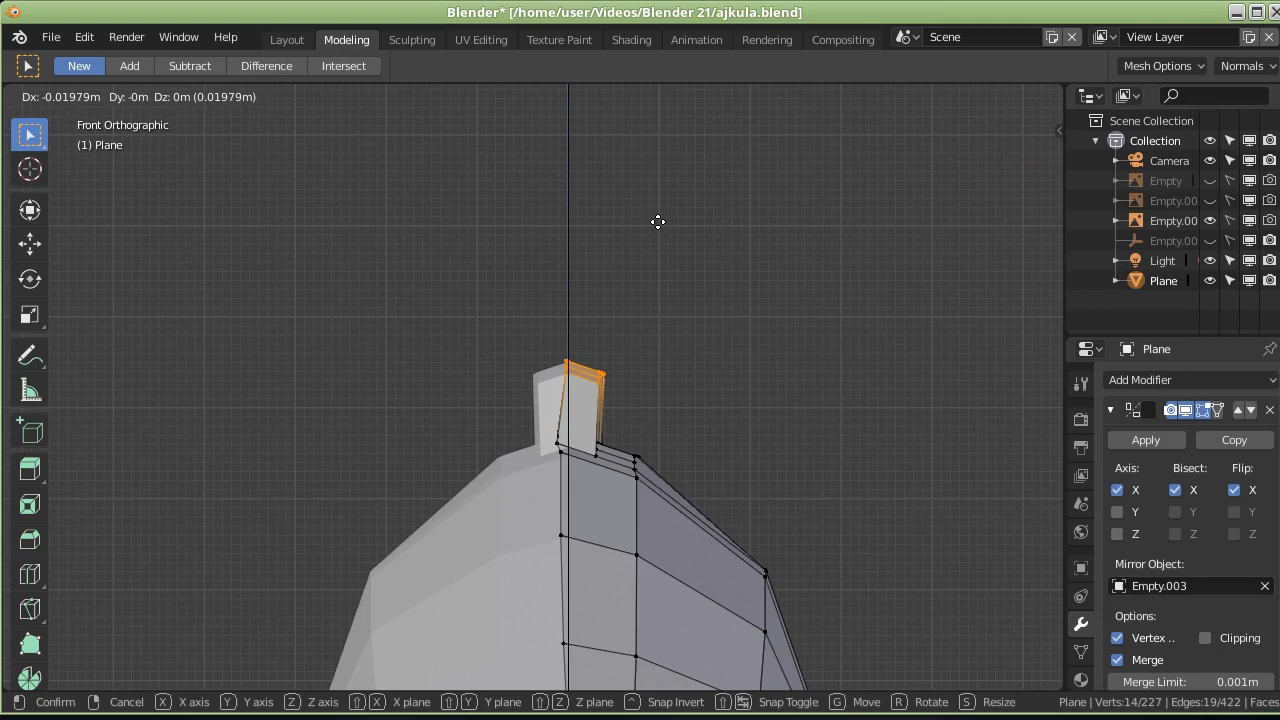 Blender* [/home/user/Videos/Blender 21/ajkula.blend]
File Edit Render Window Help Layout Modeling Sculpting UV Editing Texture Paint Shading Animation Rendering Compositing Scene View Layer
New Add Subtract Difference Intersect Mesh Options Normals
Dx: -0.01979m Dy: -0m Dz: 0m (0.01979m)
Front Orthographic
(1) Plane
Scene Collection
Collection
Camera
Empty
Empty.00
Empty.00
Empty.00
Light
Plane
Plane
Add Modifier
Apply Copy
Axis: Bisect: Flip:
X X X
Y Y Y
Z Z Z
Mirror Object:
Empty.003
Options:
Vertex .. Clipping
Merge
Merge Limit: 0.001m
Confirm Cancel X X axis Y Y axis Z Z axis X X plane Y Y plane Z Z plane ^ Snap Invert Snap Toggle G Move R Rotate S Resize Plane | Verts:14/227 | Edges:19/422 | Faces